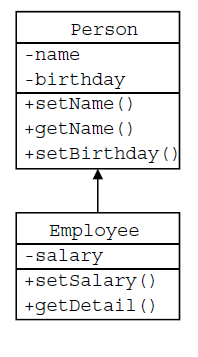 Person
-name
-birthday
+setName()
+getName()
+setBirthday()
Employee
-salary
+setSalary()
+getDetail()